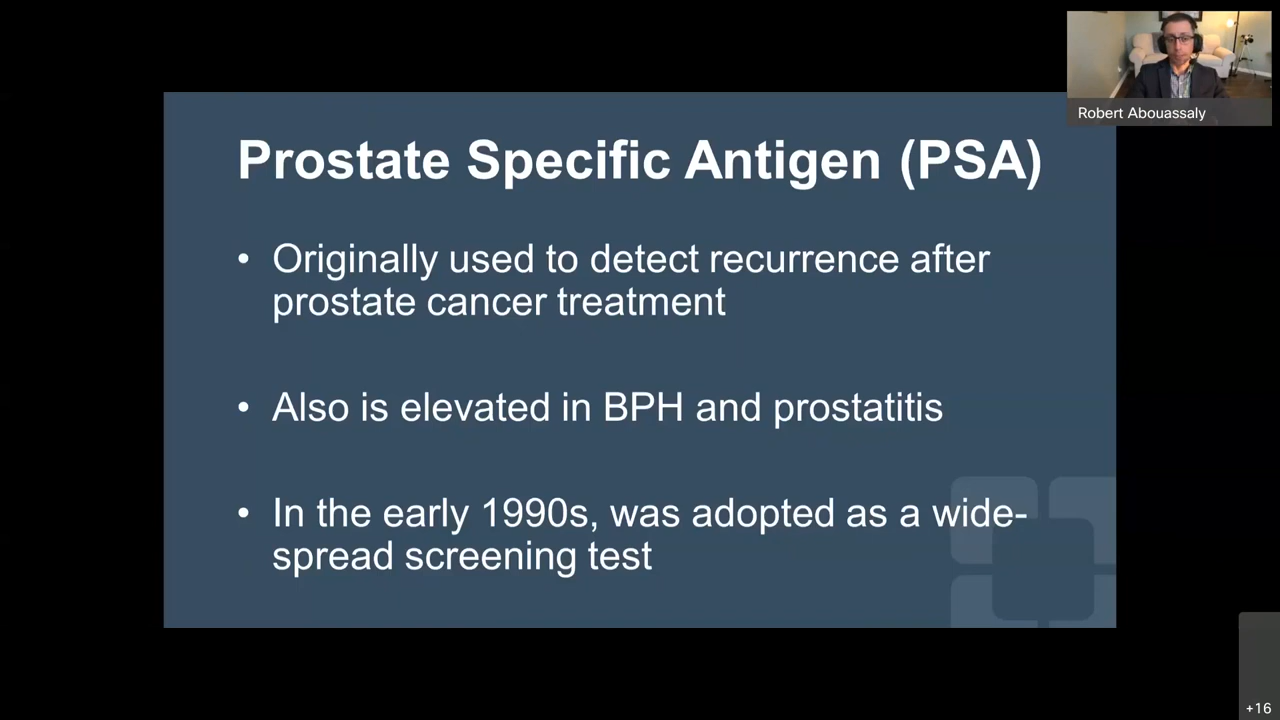 Robert Abouassaly
Prostate Specific Antigen (PSA)
• Originally used to detect recurrence after
prostate cancer treatment
• Also is elevated in BPH and prostatitis
• In the early 1990s, was adopted as a wide-
spread screening test
+16